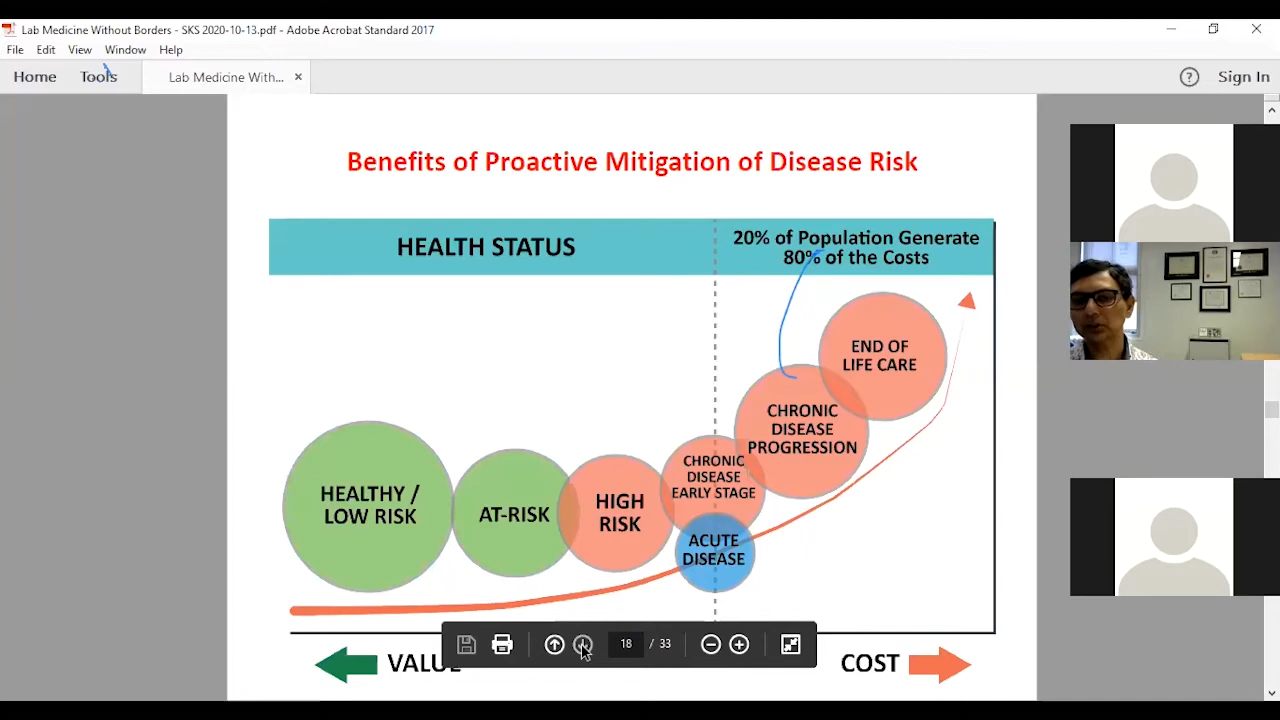 Lab Medicine Without Borders - SKS 2020-10-13.pdf - Adobe Acrobat Standard 2017
File Edit View Window Help
Home Tools Lab Medicine With... × ? Sign In
Benefits of Proactive Mitigation of Disease Risk
HEALTH STATUS
20% of Population Generate
80% of the Costs
END OF
LIFE CARE
CHRONIC
DISEASE
PROGRESSION
CHRONIC
DISEASE
EARLY STAGE
HEALTHY /
LOW RISK
AT-RISK
HIGH
RISK
ACUTE
DISEASE
18 / 33
VALUE
COST